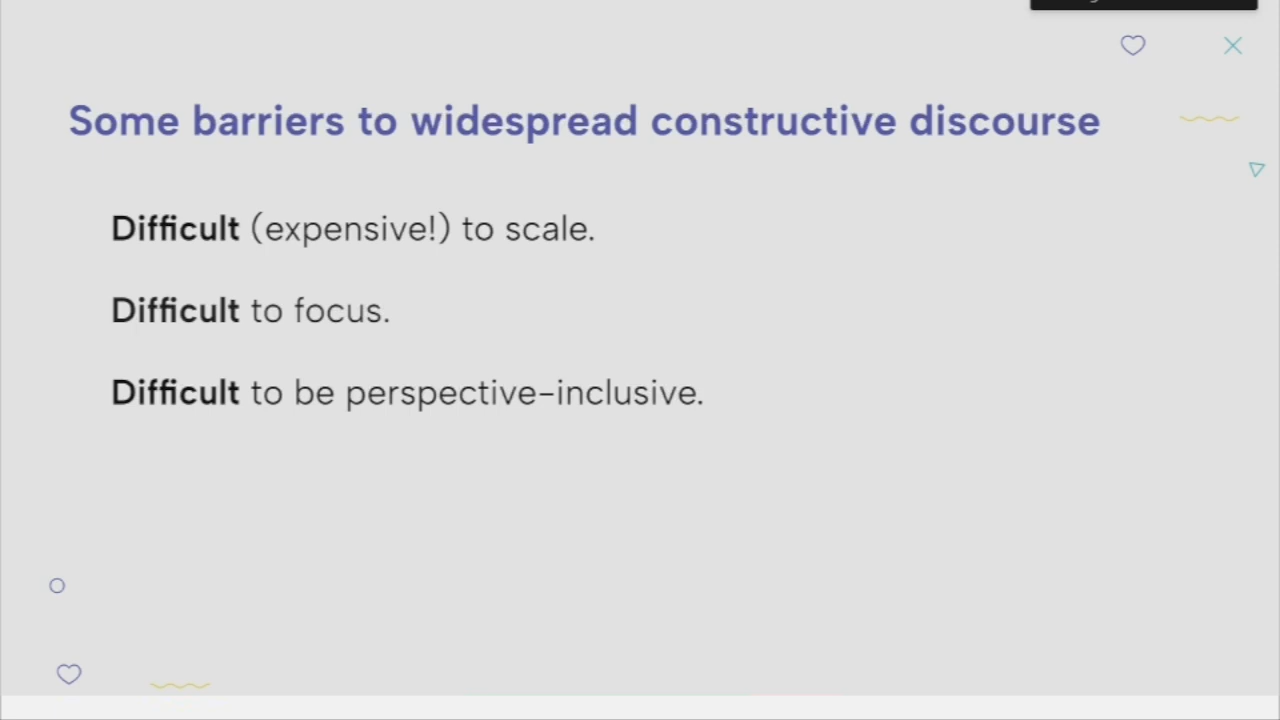 Some barriers to widespread constructive discourse
Difficult (expensive!) to scale.
Difficult to focus.
Difficult to be perspective-inclusive.